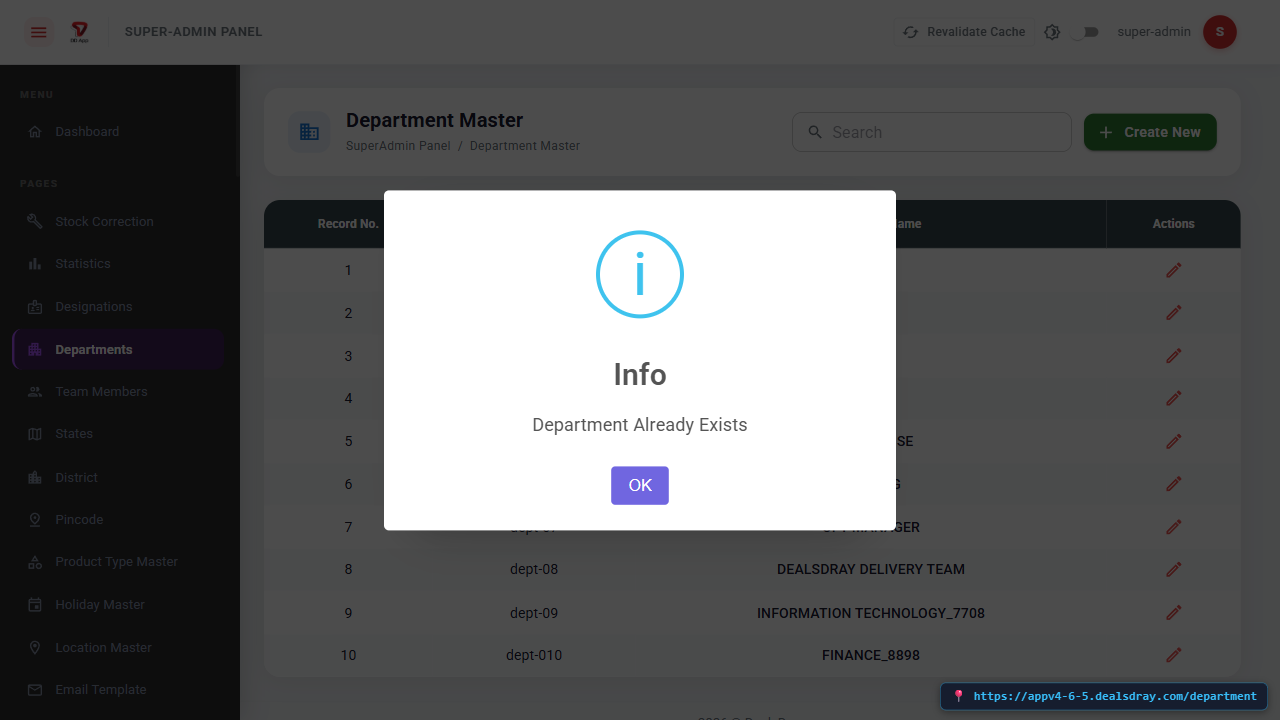 SUPER-ADMIN PANEL
Revalidate Cache
super-admin
S
MENU
Dashboard
PAGES
Stock Correction
Statistics
Designations
Departments
Team Members
States
District
Pincode
Product Type Master
Holiday Master
Location Master
Email Template
Department Master
SuperAdmin Panel / Department Master
Search
Create New
Record No.
Actions
1
2
3
4
5
6
7
8 dept-08 DEALSDRAY DELIVERY TEAM
9 dept-09 INFORMATION TECHNOLOGY_7708
10 dept-010 FINANCE_8898
Info
Department Already Exists
OK
https://appv4-6-5.dealsdray.com/department